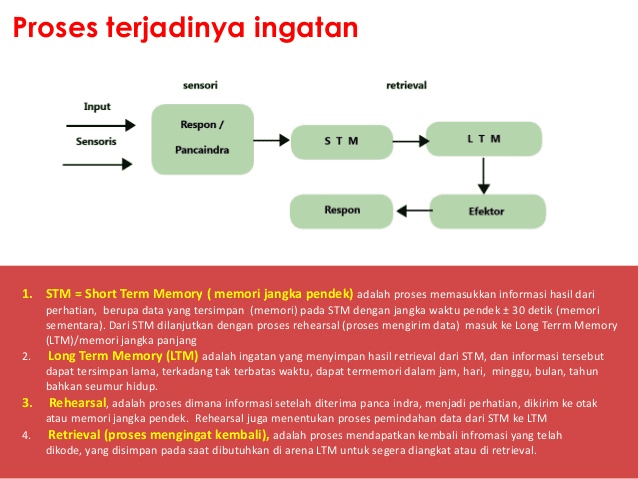 Proses terjadinya ingatan
sensori
retrieval
Input
Sensoris
Respon /
Pancaindra
S T M
L T M
Respon
Efektor
1. STM = Short Term Memory ( memori jangka pendek) adalah proses memasukkan informasi hasil dari
perhatian, berupa data yang tersimpan (memori) pada STM dengan jangka waktu pendek ± 30 detik (memori
sementara). Dari STM dilanjutkan dengan proses rehearsal (proses mengirim data) masuk ke Long Terrm Memory
(LTM)/memori jangka panjang
2. Long Term Memory (LTM) adalah ingatan yang menyimpan hasil retrieval dari STM, dan informasi tersebut
dapat tersimpan lama, terkadang tak terbatas waktu, dapat termemori dalam jam, hari, minggu, bulan, tahun
bahkan seumur hidup.
3. Rehearsal, adalah proses dimana informasi setelah diterima panca indra, menjadi perhatian, dikirim ke otak
atau memori jangka pendek. Rehearsal juga menentukan proses pemindahan data dari STM ke LTM
4. Retrieval (proses mengingat kembali), adalah proses mendapatkan kembali infromasi yang telah
dikode, yang disimpan pada saat dibutuhkan di arena LTM untuk segera diangkat atau di retrieval.